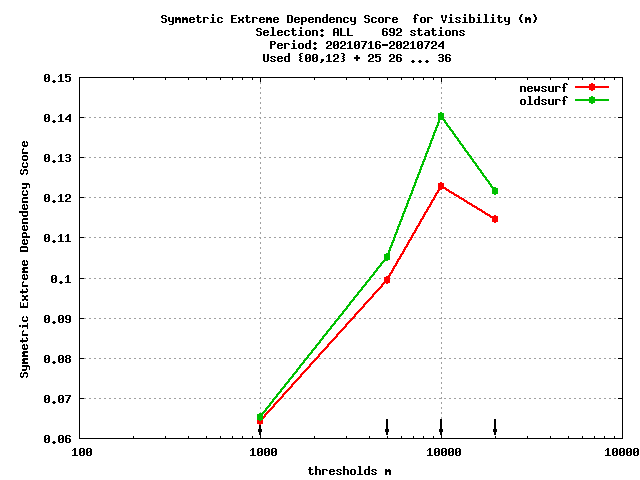 Symmetric Extreme Dependency Score for Visibility (m)
Selection: ALL 692 stations
Period: 20210716-20210724
Used {00,12} + 25 26 ... 36
newsurf
oldsurf
Symmetric Extreme Dependency Score
0.15
0.14
0.13
0.12
0.11
0.1
0.09
0.08
0.07
0.06
100
1000
10000
10000
thresholds m